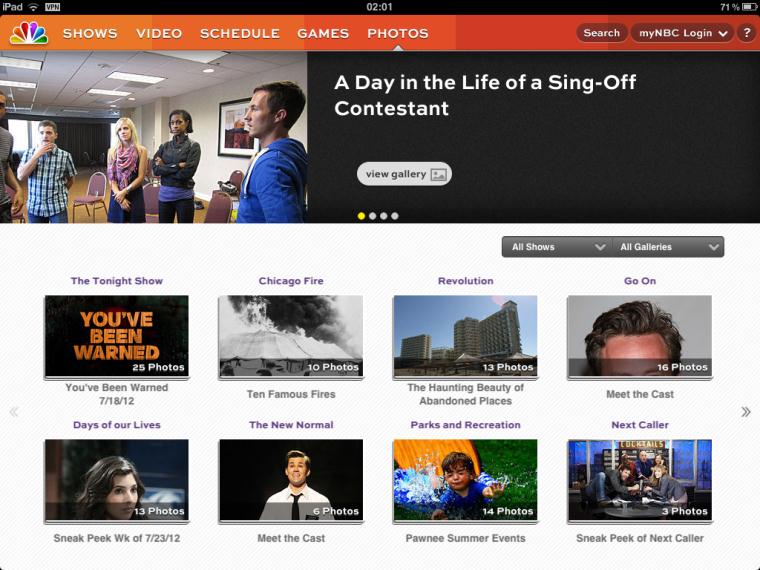 iPad VPN 02:01 71 %
SHOWS VIDEO SCHEDULE GAMES PHOTOS Search myNBC Login ?
A Day in the Life of a Sing-Off
Contestant
view gallery
All Shows All Galleries
The Tonight Show Chicago Fire Revolution Go On
YOU'VE
BEEN
WARNED
25 Photos 10 Photos 13 Photos 16 Photos
You've Been Warned
7/18/12
Ten Famous Fires
The Haunting Beauty of
Abandoned Places
Meet the Cast
Days of our Lives The New Normal Parks and Recreation Next Caller
COCKTAILS
13 Photos 6 Photos 14 Photos 3 Photos
Sneak Peek Wk of 7/23/12 Meet the Cast Pawnee Summer Events Sneak Peek of Next Caller